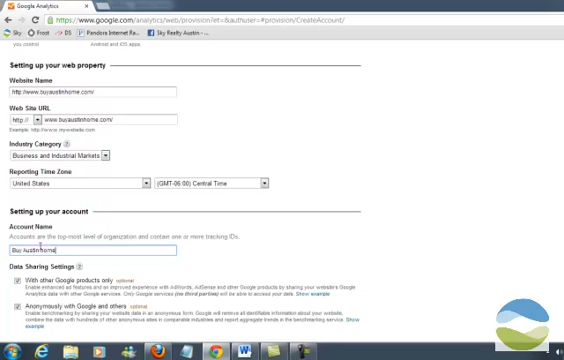 Google Analytics
https://www.google.com/analytics/web/provision?et=&authuser=#provision/CreateAccount/
Sky Frost DS Pandora Internet Re... Sky Realty Austin -...
you control Android and iOS apps
Setting up your web property
Website Name
http://www.buyaustinhome.com/
Web Site URL
http:// www.buyaustinhome.com/
Example: http://www.mywebsite.com
Industry Category ?
Business and Industrial Markets
Reporting Time Zone
United States (GMT-06:00) Central Time
Setting up your account
Account Name
Accounts are the top-most level of organization and contain one or more tracking IDs.
Buy Austinhome
Data Sharing Settings ?
With other Google products only optional
Enable enhanced ad features and an improved experience with AdWords, AdSense and other Google products by sharing your website's Google
Analytics data with other Google services. Only Google services (no third parties) will be able to access your data. Show example
Anonymously with Google and others optional
Enable benchmarking by sharing your website data in an anonymous form. Google will remove all identifiable information about your website,
combine the data with hundreds of other anonymous sites in comparable industries and report aggregate trends in the benchmarking service. Show
example